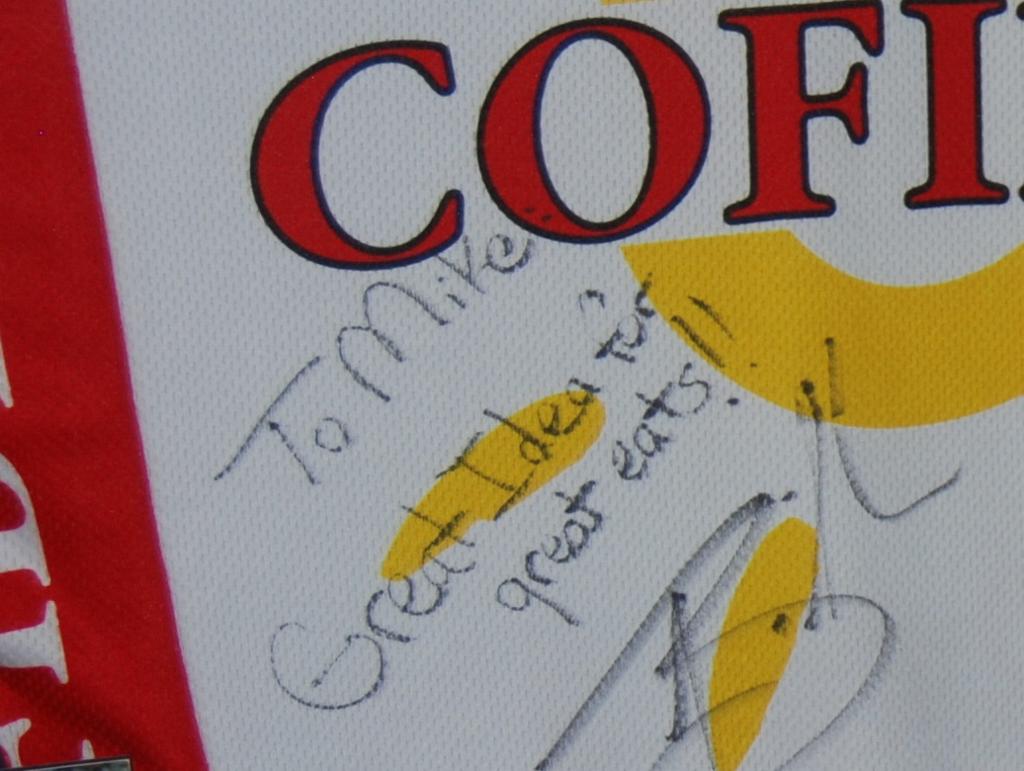 COFI
To Mike
Great Idea for
great eats!!